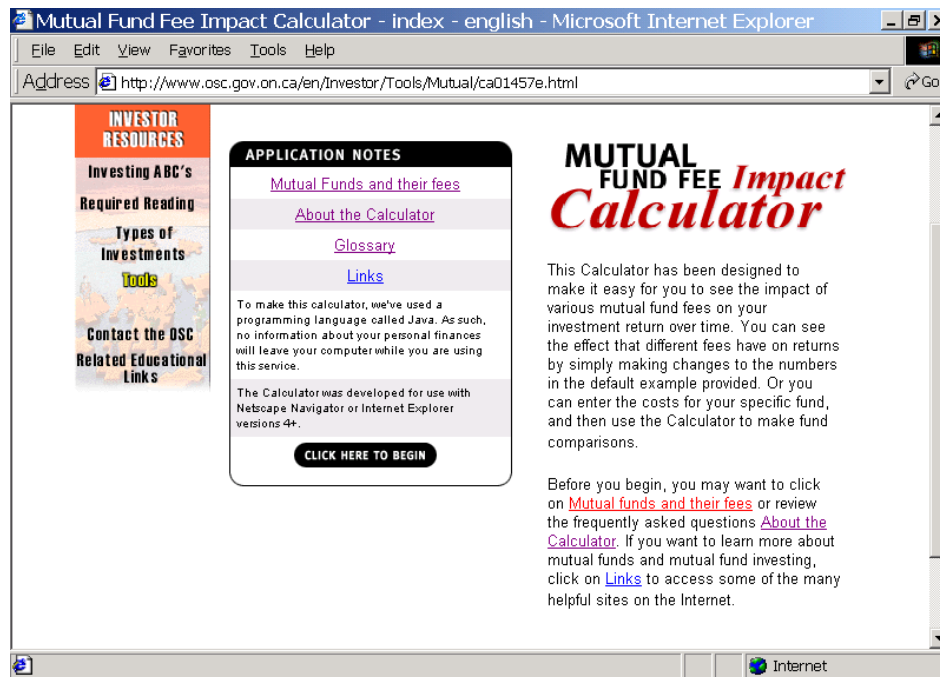 Mutual Fund Fee Impact Calculator - index - english - Microsoft Internet Explorer
File Edit View Favorites Tools Help
Address http://www.osc.gov.on.ca/en/Investor/Tools/Mutual/ca01457e.html Go
INVESTOR
RESOURCES
Investing ABC's
Required Reading
Types of
Investments
Tools
Contact the OSC
Related Educational
Links
APPLICATION NOTES
Mutual Funds and their fees
About the Calculator
Glossary
Links
To make this calculator, we've used a
programming language called Java. As such,
no information about your personal finances
will leave your computer while you are using
this service.
The Calculator was developed for use with
Netscape Navigator or Internet Explorer
versions 4+.
CLICK HERE TO BEGIN
MUTUAL
FUND FEE Impact
Calculator
This Calculator has been designed to
make it easy for you to see the impact of
various mutual fund fees on your
investment return over time. You can see
the effect that different fees have on returns
by simply making changes to the numbers
in the default example provided. Or you
can enter the costs for your specific fund,
and then use the Calculator to make fund
comparisons.
Before you begin, you may want to click
on Mutual funds and their fees or review
the frequently asked questions About the
Calculator. If you want to learn more about
mutual funds and mutual fund investing,
click on Links to access some of the many
helpful sites on the Internet.
Internet